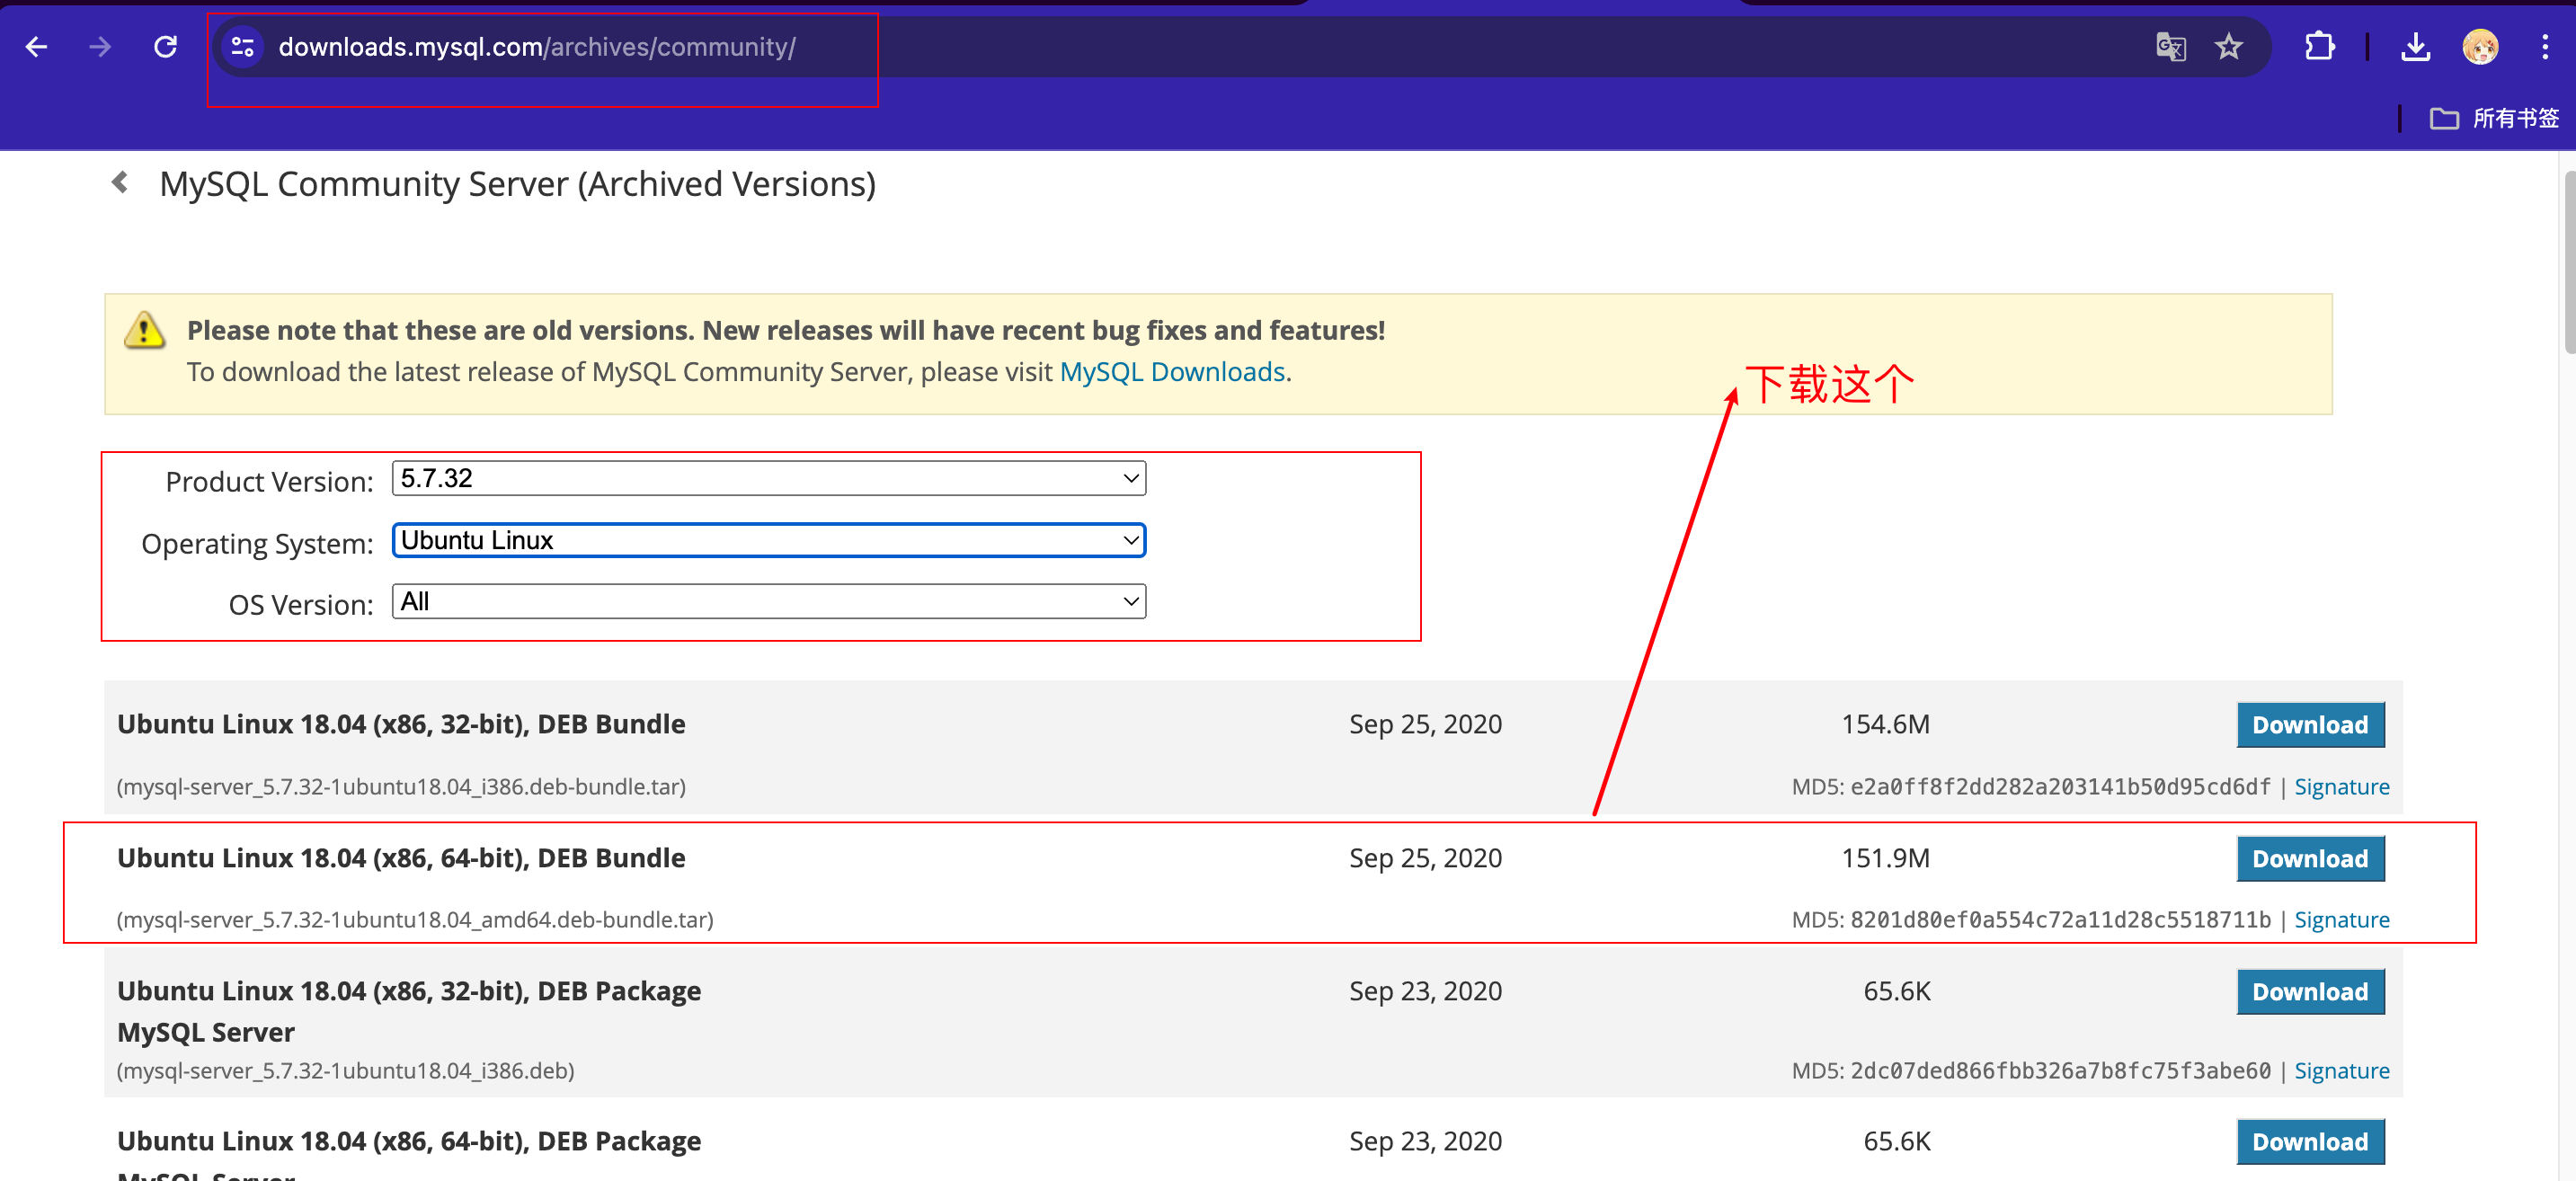 downloads.mysql.com/archives/community/
所有书签
MySQL Community Server (Archived Versions)
Please note that these are old versions. New releases will have recent bug fixes and features!
To download the latest release of MySQL Community Server, please visit MySQL Downloads.
下载这个
Product Version: 5.7.32
Operating System: Ubuntu Linux
OS Version: All
Ubuntu Linux 18.04 (x86, 32-bit), DEB Bundle Sep 25, 2020 154.6M Download
(mysql-server_5.7.32-1ubuntu18.04_i386.deb-bundle.tar) MD5: e2a0ff8f2dd282a203141b50d95cd6df | Signature
Ubuntu Linux 18.04 (x86, 64-bit), DEB Bundle Sep 25, 2020 151.9M Download
(mysql-server_5.7.32-1ubuntu18.04_amd64.deb-bundle.tar) MD5: 8201d80ef0a554c72a11d28c5518711b | Signature
Ubuntu Linux 18.04 (x86, 32-bit), DEB Package Sep 23, 2020 65.6K Download
MySQL Server
(mysql-server_5.7.32-1ubuntu18.04_i386.deb) MD5: 2dc07ded866fbb326a7b8fc75f3abe60 | Signature
Ubuntu Linux 18.04 (x86, 64-bit), DEB Package Sep 23, 2020 65.6K Download
MySQL Server